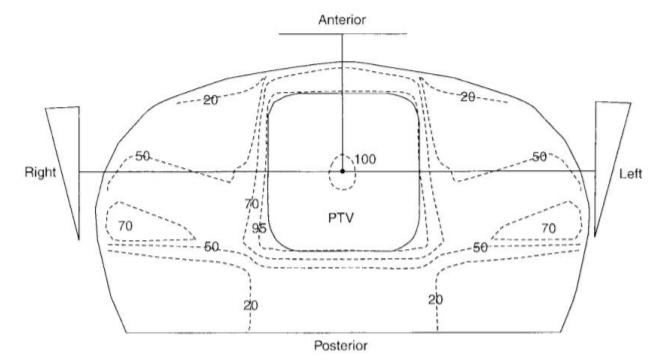 Anterior
20 20
50 100 50
Right Left
70
70 PTV 95 70
50 50
20 20
Posterior